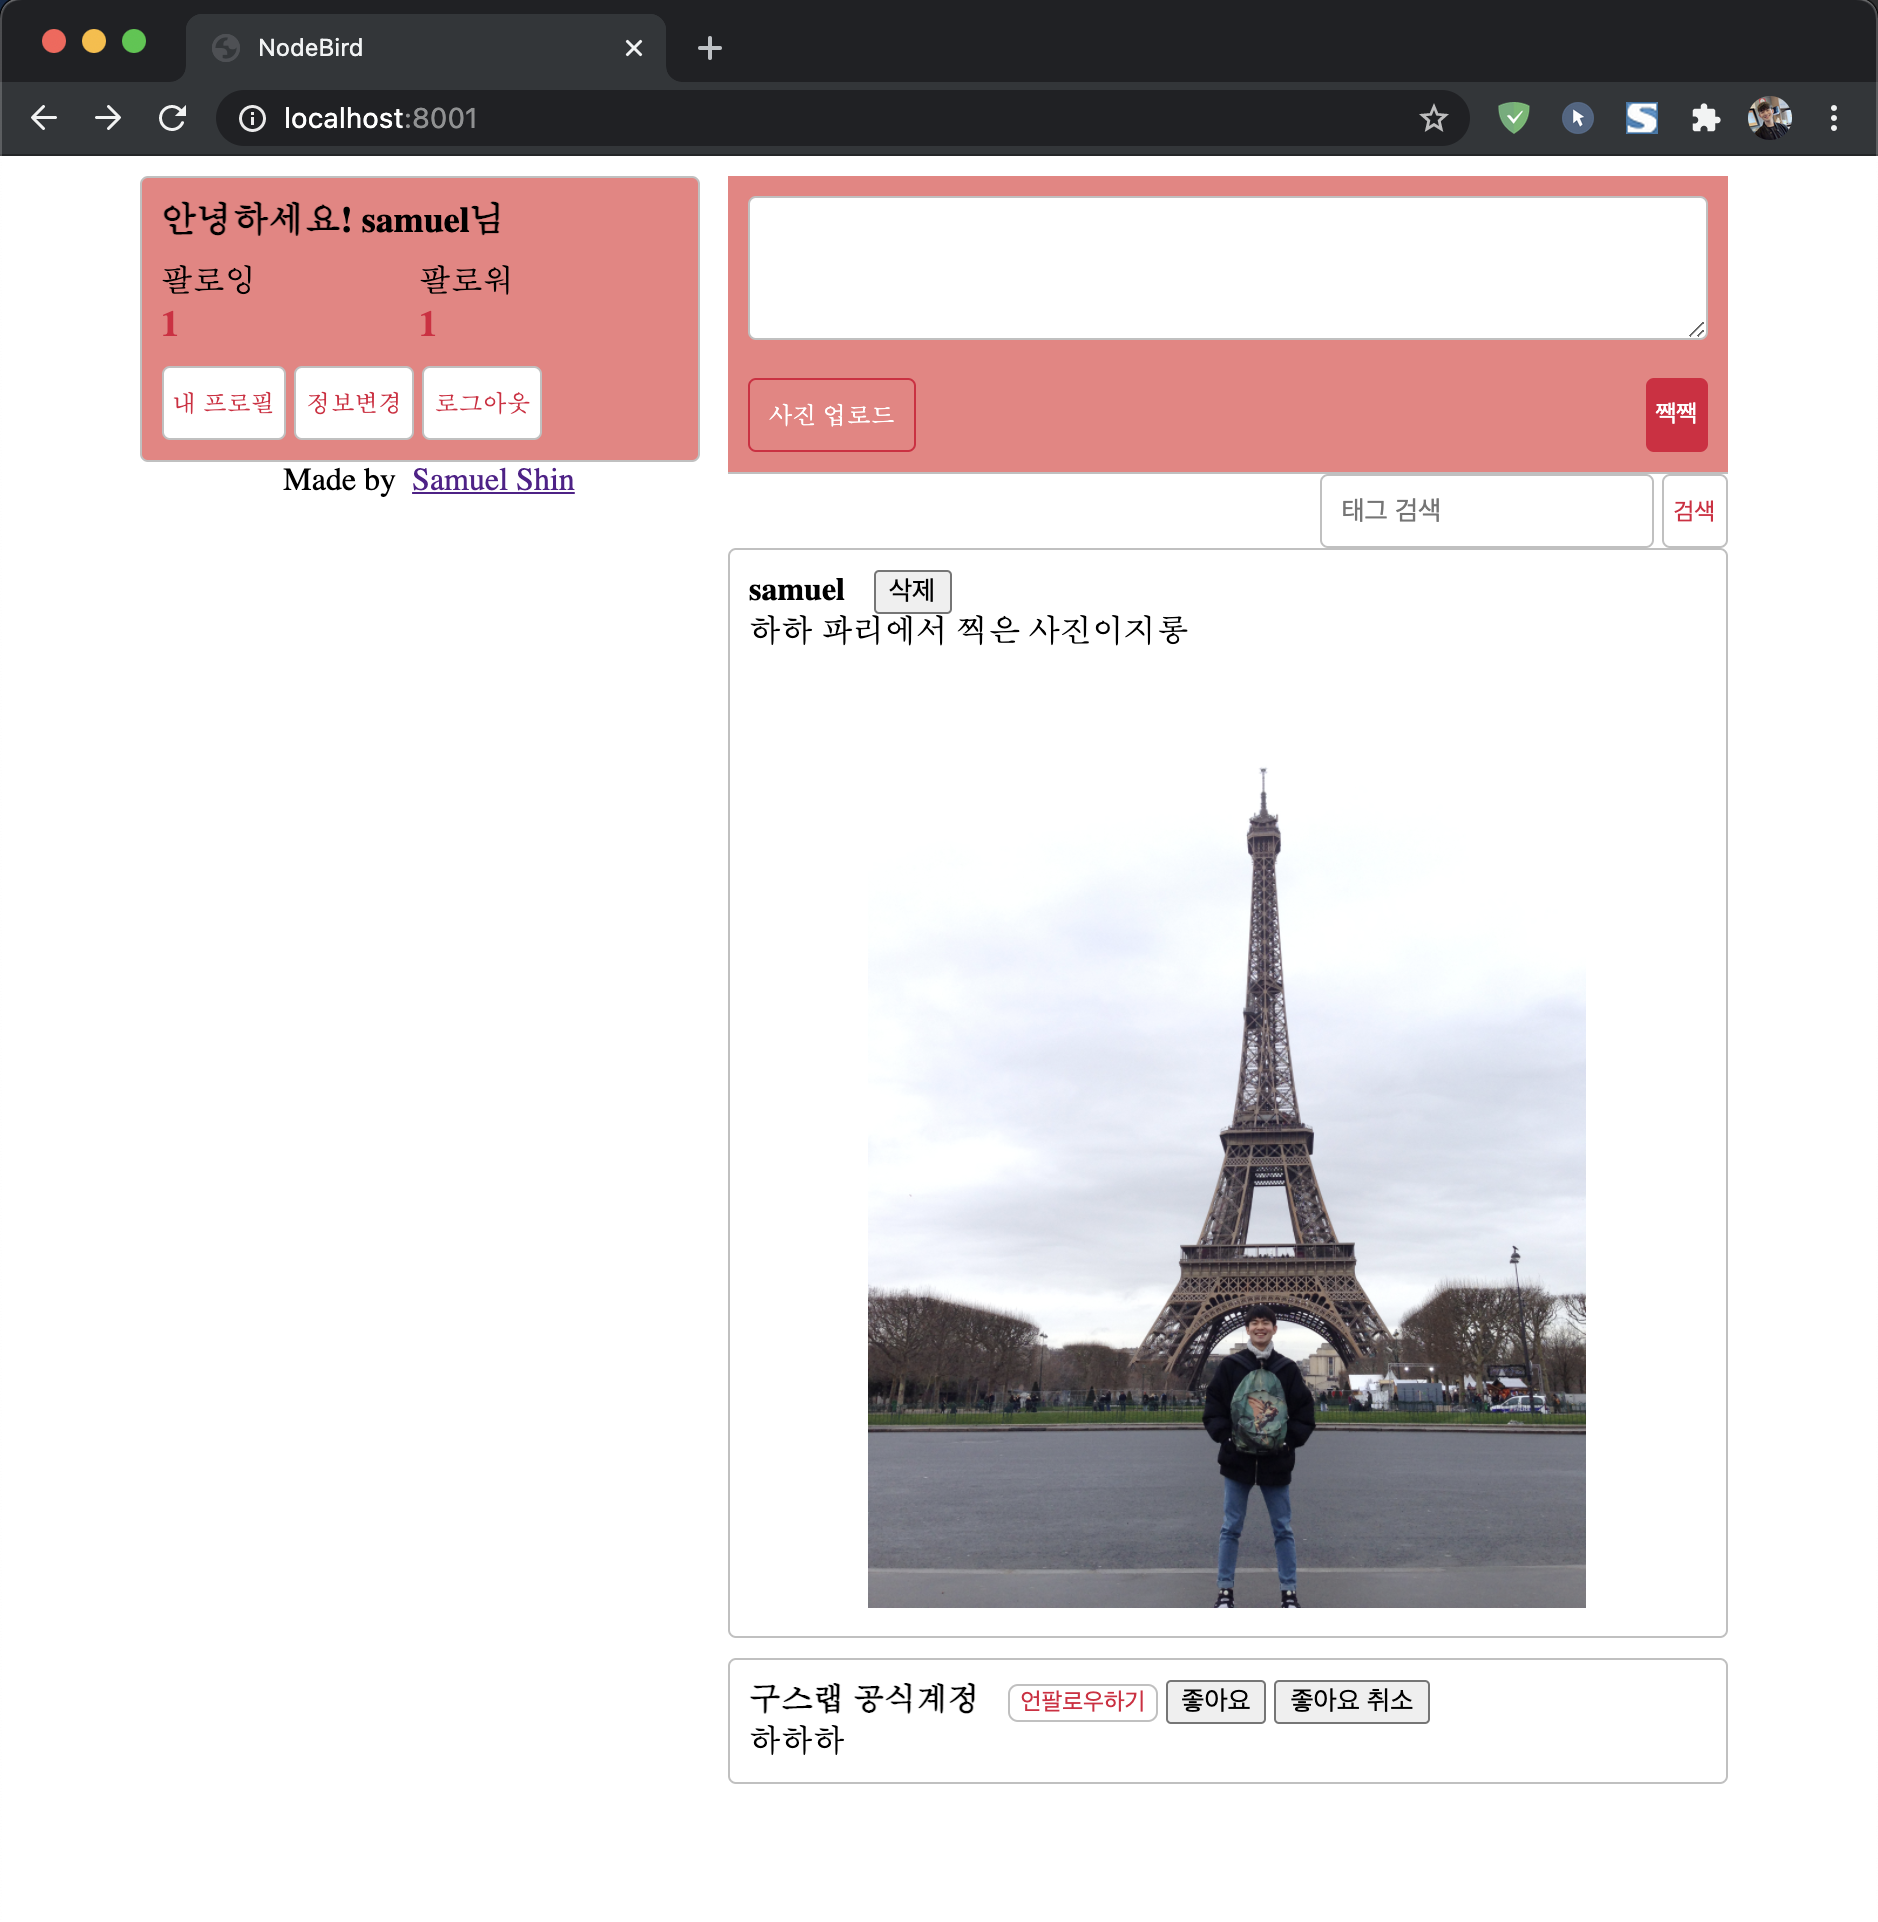 NodeBird
localhost:8001
안녕하세요! samuel님
팔로잉 팔로워
1 1
내 프로필 정보변경 로그아웃
Made by Samuel Shin
사진 업로드 짹짹
태그 검색 검색
samuel 삭제
하하 파리에서 찍은 사진이지롱
구스랩 공식계정 언팔로우하기 좋아요 좋아요 취소
하하하